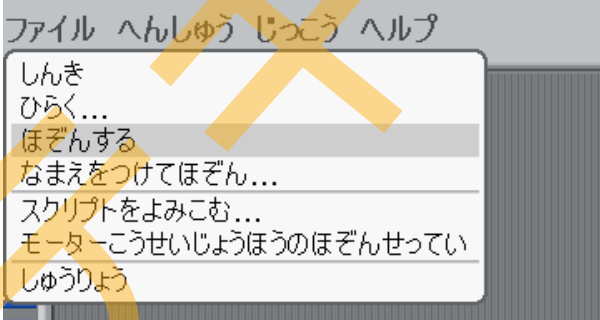 ファイル へんしゅう じっこう ヘルプ
しんき
ひらく...
ほぞんする
なまえをつけてほぞん...
スクリプトをよみこむ...
モーターこうせいじょうほうのほぞんせってい
しゅうりょう